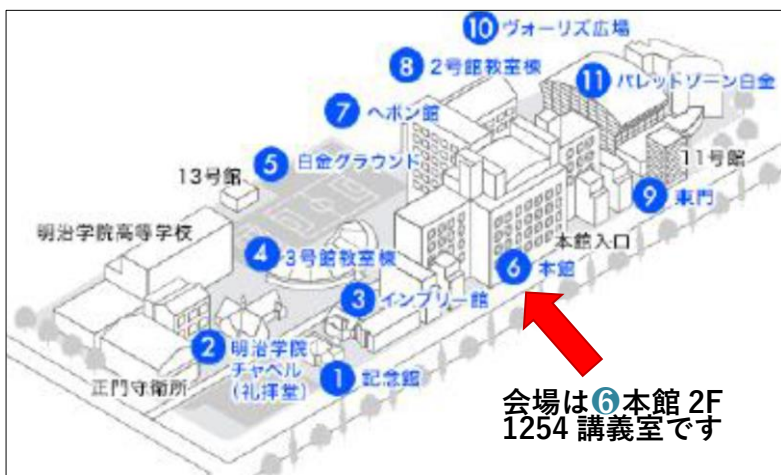 10 ヴォーリズ広場
8 2号館教室棟
11 パレットゾーン白金
7 ヘボン館
5 白金グラウンド
13号館
11号館
9 東門
明治学院高等学校
本館入口
4 3号館教室棟
6 本館
3 インブリー館
2 明治学院
チャペル
(礼拝堂)
1 記念館
正門守衛所
会場は6本館 2F
1254 講義室です